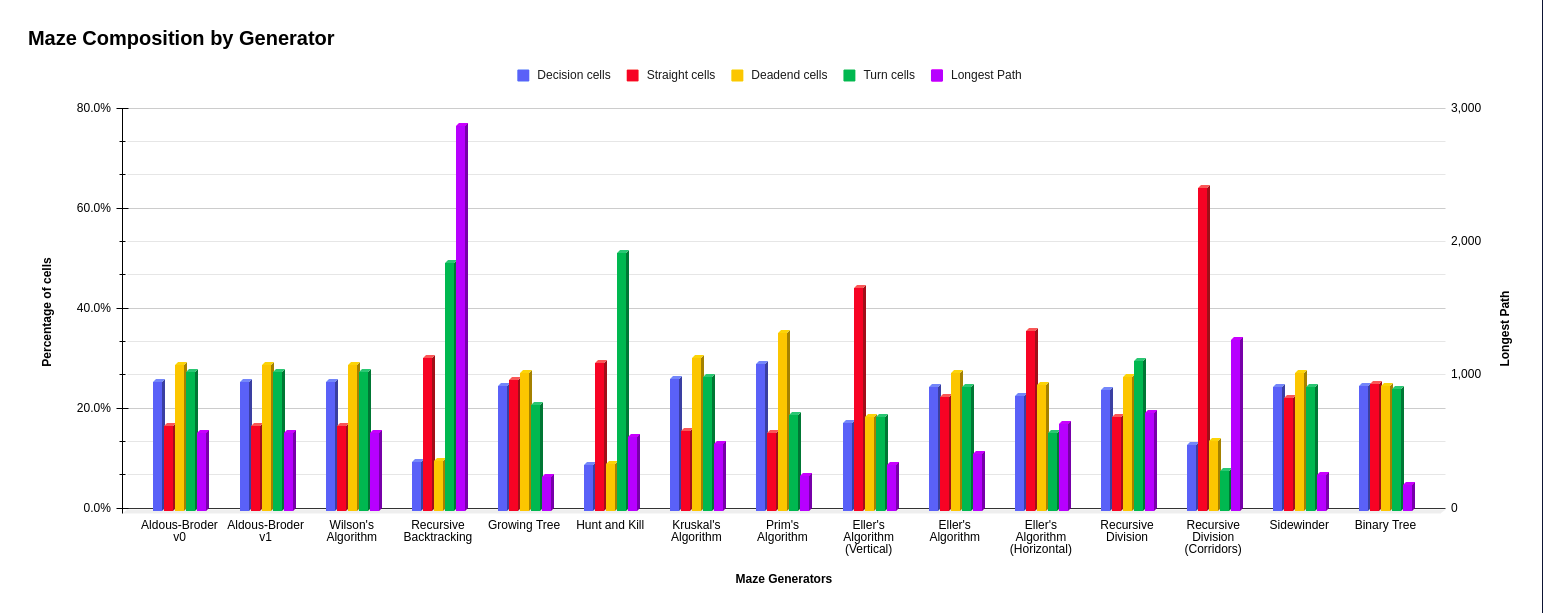 Maze Composition by Generator
Decision cells Straight cells Deadend cells Turn cells Longest Path
80.0%
60.0%
40.0%
20.0%
0.0%
Percentage of cells
3,000
2,000
1,000
0
Longest Path
Aldous-Broder
v0
Aldous-Broder
v1
Wilson's
Algorithm
Recursive
Backtracking
Growing Tree
Hunt and Kill
Kruskal's
Algorithm
Prim's
Algorithm
Eller's
Algorithm
(Vertical)
Eller's
Algorithm
Eller's
Algorithm
(Horizontal)
Recursive
Division
Recursive
Division
(Corridors)
Sidewinder
Binary Tree
Maze Generators